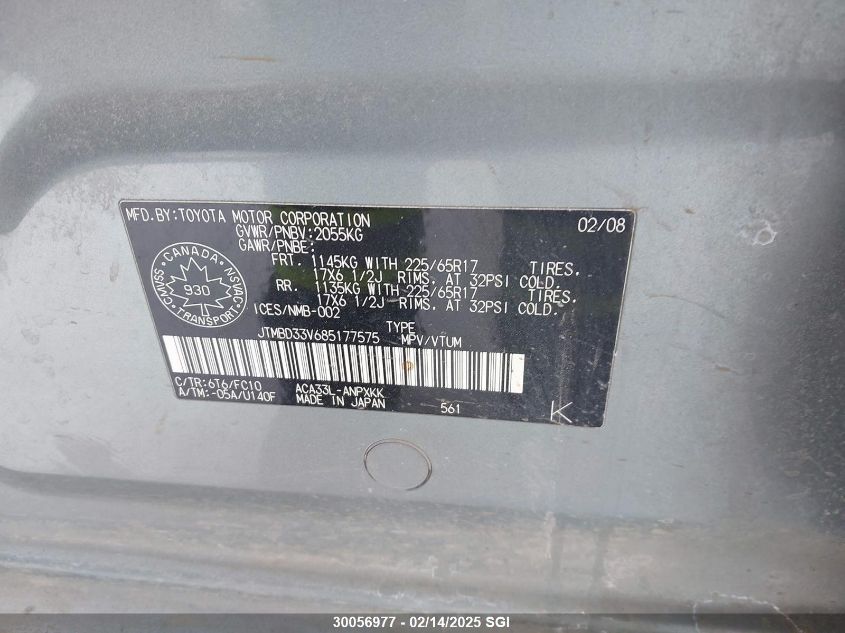 MFD.BY:TOYOTA MOTOR CORPORATION 02/08
GVWR/PNBV:2055KG
GAWR/PNBE:
FRT. 1145KG WITH 225/65R17 TIRES.
17X6 1/2J RIMS. AT 32PSI COLD.
RR. 1135KG WITH 225/65R17 TIRES.
17X6 1/2J RIMS. AT 32PSI COLD.
ICES/NMB-002
CANADA
CMVSS NSVAC
930
TRANSPORT
TYPE
JTMBD33V685177575 MPV/VTUM
C/TR:6T6/FC10 ACA33L-ANPXKK
A/TM:-05A/U140F MADE IN JAPAN 561
K
30056977 - 02/14/2025 SGI